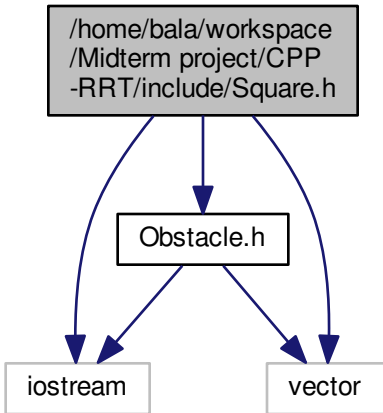 /home/bala/workspace
/Midterm project/CPP
-RRT/include/Square.h
Obstacle.h
iostream
vector